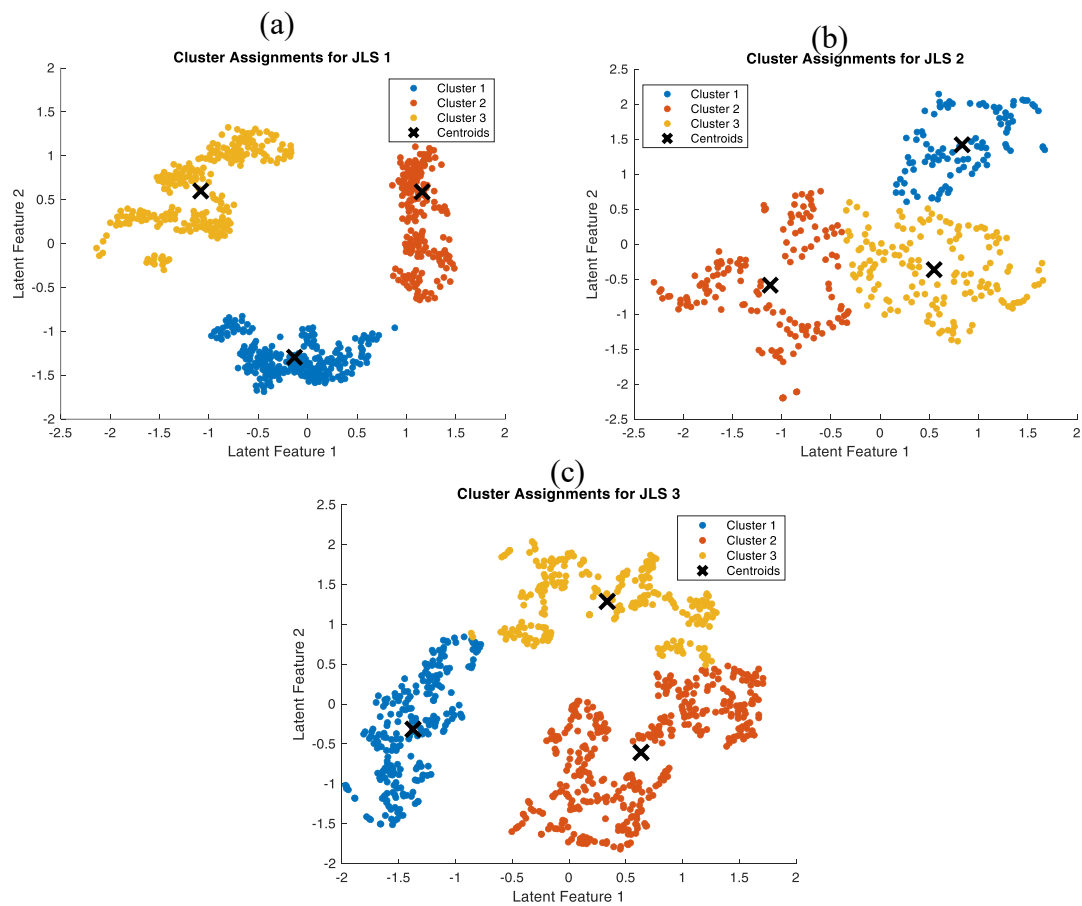 (a)
Cluster Assignments for JLS 1
2
1.5
1
0.5
0
-0.5
-1
-1.5
-2
Latent Feature 2
Cluster 1
Cluster 2
Cluster 3
Centroids
-2.5 -2 -1.5 -1 -0.5 0 0.5 1 1.5 2
Latent Feature 1
(b)
Cluster Assignments for JLS 2
2.5
2
1.5
1
0.5
0
-0.5
-1
-1.5
-2
-2.5
Latent Feature 2
Cluster 1
Cluster 2
Cluster 3
Centroids
-2.5 -2 -1.5 -1 -0.5 0 0.5 1 1.5 2
Latent Feature 1
(c)
Cluster Assignments for JLS 3
2.5
2
1.5
1
0.5
0
-0.5
-1
-1.5
-2
Latent Feature 2
Cluster 1
Cluster 2
Cluster 3
Centroids
-2 -1.5 -1 -0.5 0 0.5 1 1.5 2
Latent Feature 1